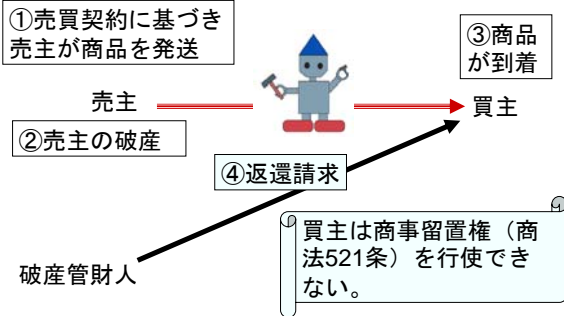 ①売買契約に基づき
売主が商品を発送
③商品
が到着
売主
買主
②売主の破産
④返還請求
買主は商事留置権（商
法521条）を行使でき
ない。
破産管財人